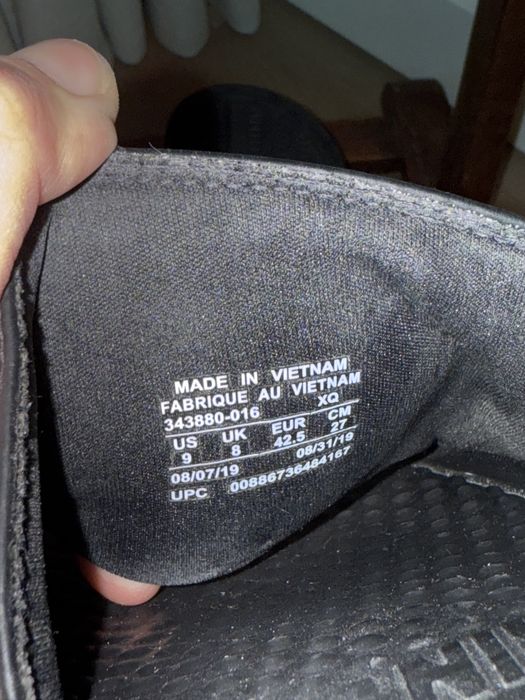 MADE IN VIETNAM
FABRIQUE AU VIETNAM
343880-016 XQ
US UK EUR CM
9 8 42.5 27
08/07/19 08/31/19
UPC 00886736484167